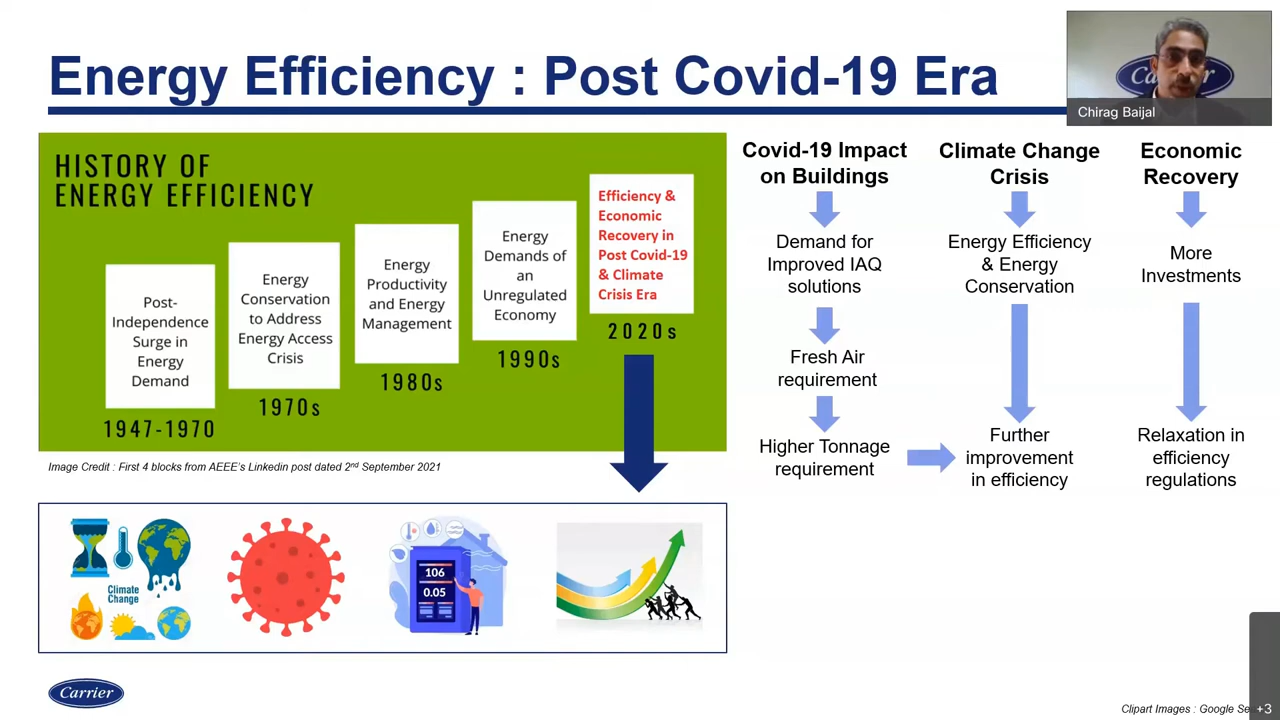 Energy Efficiency : Post Covid-19 Era
Carrier
Chirag Baijal
HISTORY OF
ENERGY EFFICIENCY
Post-
Independence
Surge in
Energy
Demand
1947-1970
Energy
Conservation
to Address
Energy Access
Crisis
1970s
Energy
Productivity
and Energy
Management
1980s
Energy
Demands of
an
Unregulated
Economy
1990s
Efficiency &
Economic
Recovery in
Post Covid-19
& Climate
Crisis Era
2020s
Image Credit : First 4 blocks from AEEE's Linkedin post dated 2nd September 2021
Climate
Change
106
0.05
Covid-19 Impact
on Buildings
Demand for
Improved IAQ
solutions
Fresh Air
requirement
Higher Tonnage
requirement
Climate Change
Crisis
Energy Efficiency
& Energy
Conservation
Further
improvement
in efficiency
Economic
Recovery
More
Investments
Relaxation in
efficiency
regulations
Carrier
Clipart Images : Google
+3